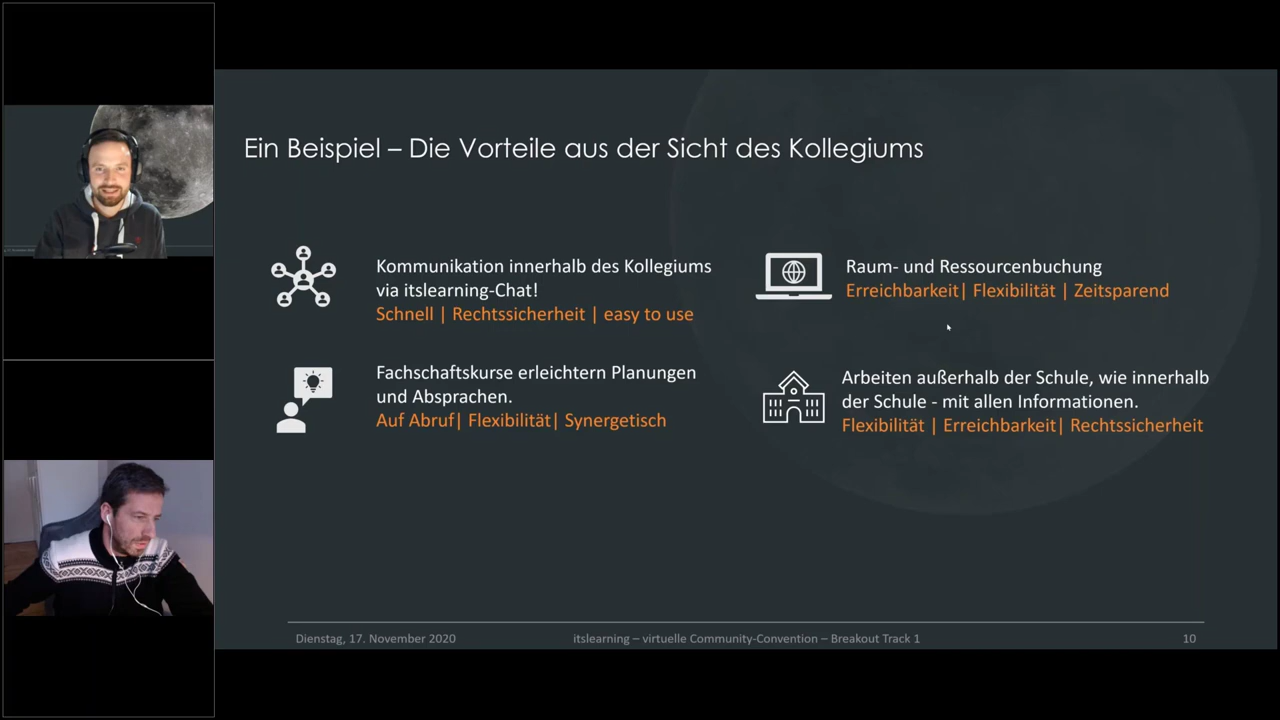 Ein Beispiel – Die Vorteile aus der Sicht des Kollegiums
Kommunikation innerhalb des Kollegiums
via itslearning-Chat!
Schnell | Rechtssicherheit | easy to use
Raum- und Ressourcenbuchung
Erreichbarkeit| Flexibilität | Zeitsparend
Fachschaftskurse erleichtern Planungen
und Absprachen.
Auf Abruf| Flexibilität| Synergetisch
Arbeiten außerhalb der Schule, wie innerhalb
der Schule - mit allen Informationen.
Flexibilität | Erreichbarkeit| Rechtssicherheit
Dienstag, 17. November 2020
itslearning – virtuelle Community-Convention – Breakout Track 1
10